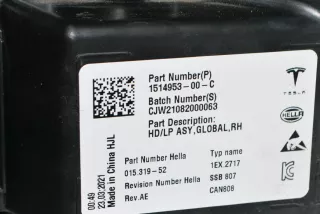 Part Number(P)
1514953-00-C
Batch Number(S)
CJW21082000063
Part Description:
HD/LP ASY,GLOBAL,RH
TESLA
HELLA
Part Number Hella
015.319-52
Revision Number Hella
Rev.AE
Typ name
1EX.2717
SSB 807
CAN808
00:49
23.03.2021
Made in China HJL